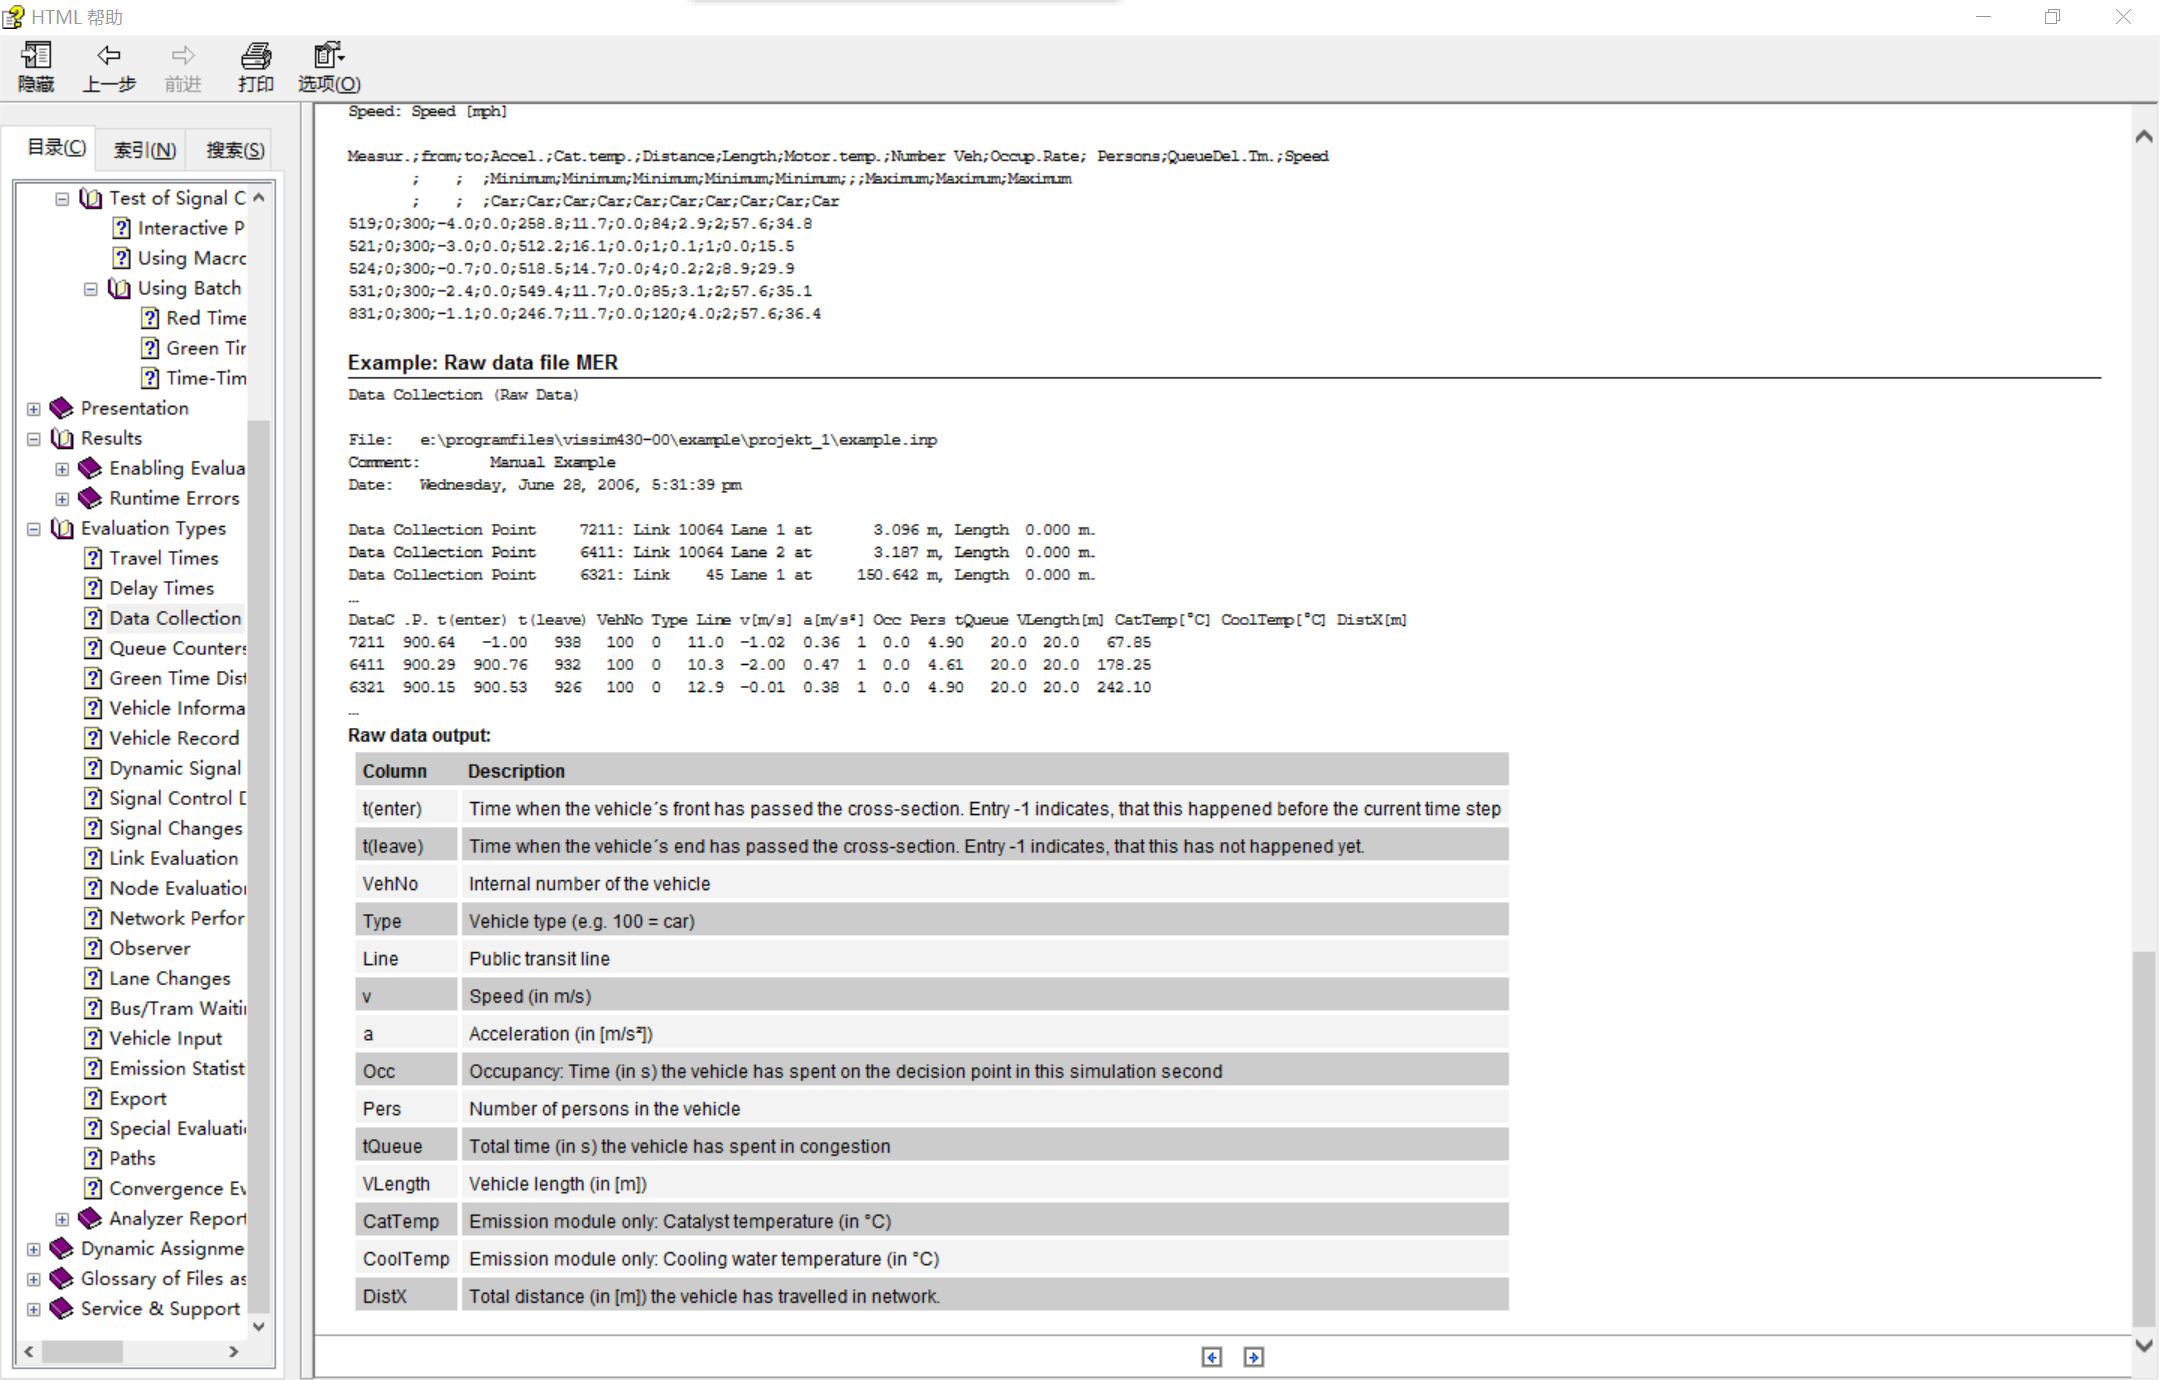 HTML 帮助
隐藏 上一步 前进 打印 选项(O)
目录(C) 索引(N) 搜索(S)
Test of Signal C
Interactive P
Using Macro
Using Batch
Red Time
Green Tir
Time-Tim
Presentation
Results
Enabling Evalua
Runtime Errors
Evaluation Types
Travel Times
Delay Times
Data Collection
Queue Counters
Green Time Dist
Vehicle Informa
Vehicle Record
Dynamic Signal
Signal Control D
Signal Changes
Link Evaluation
Node Evaluation
Network Perfor
Observer
Lane Changes
Bus/Tram Waitin
Vehicle Input
Emission Statist
Export
Special Evaluatio
Paths
Convergence Ev
Analyzer Report
Dynamic Assignme
Glossary of Files as
Service & Support
Speed: Speed [mph]
Measur.;from;to;Accel.;Cat.temp.;Distance;Length;Motor.temp.;Number Veh;Occup.Rate; Persons;QueueDel.Tm.;Speed
; ; ;Minimum;Minimum;Minimum;Minimum;Minimum;;;Maximum;Maximum;Maximum
; ; ;Car;Car;Car;Car;Car;Car;Car;Car;Car;Car
519;0;300;-4.0;0.0;258.8;11.7;0.0;84;2.9;2;57.6;34.8
521;0;300;-3.0;0.0;512.2;16.1;0.0;1;0.1;1;0.0;15.5
524;0;300;-0.7;0.0;518.5;14.7;0.0;4;0.2;2;8.9;29.9
531;0;300;-2.4;0.0;549.4;11.7;0.0;85;3.1;2;57.6;35.1
831;0;300;-1.1;0.0;246.7;11.7;0.0;120;4.0;2;57.6;36.4
Example: Raw data file MER
Data Collection (Raw Data)
File: e:\programfiles\vissim430-00\example\projekt_1\example.inp
Comment: Manual Example
Date: Wednesday, June 28, 2006, 5:31:39 pm
Data Collection Point 7211: Link 10064 Lane 1 at 3.096 m, Length 0.000 m.
Data Collection Point 6411: Link 10064 Lane 2 at 3.187 m, Length 0.000 m.
Data Collection Point 6321: Link 45 Lane 1 at 150.642 m, Length 0.000 m.
…
DataC .P. t(enter) t(leave) VehNo Type Line v[m/s] a[m/s²] Occ Pers tQueue VLength[m] CatTemp[°C] CoolTemp[°C] DistX[m]
7211 900.64 -1.00 938 100 0 11.0 -1.02 0.36 1 0.0 4.90 20.0 20.0 67.85
6411 900.29 900.76 932 100 0 10.3 -2.00 0.47 1 0.0 4.61 20.0 20.0 178.25
6321 900.15 900.53 926 100 0 12.9 -0.01 0.38 1 0.0 4.90 20.0 20.0 242.10
…
Raw data output:
Column Description
t(enter) Time when the vehicle´s front has passed the cross-section. Entry -1 indicates, that this happened before the current time step
t(leave) Time when the vehicle´s end has passed the cross-section. Entry -1 indicates, that this has not happened yet.
VehNo Internal number of the vehicle
Type Vehicle type (e.g. 100 = car)
Line Public transit line
v Speed (in m/s)
a Acceleration (in [m/s²])
Occ Occupancy: Time (in s) the vehicle has spent on the decision point in this simulation second
Pers Number of persons in the vehicle
tQueue Total time (in s) the vehicle has spent in congestion
VLength Vehicle length (in [m])
CatTemp Emission module only: Catalyst temperature (in °C)
CoolTemp Emission module only: Cooling water temperature (in °C)
DistX Total distance (in [m]) the vehicle has travelled in network.